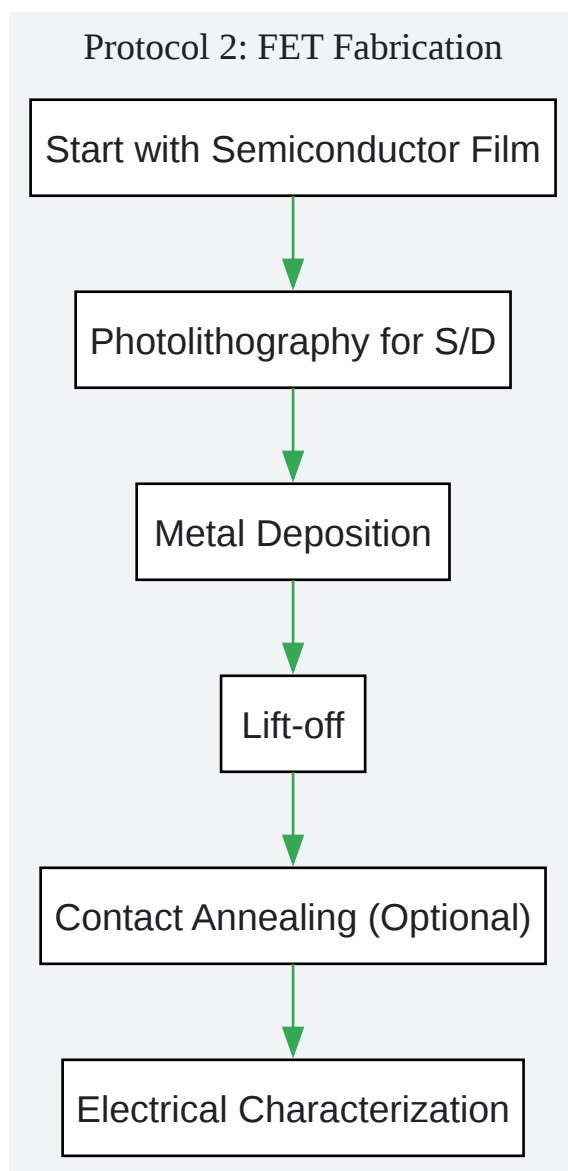 Protocol 2: FET Fabrication
Start with Semiconductor Film
Photolithography for S/D
Metal Deposition
Lift-off
Contact Annealing (Optional)
Electrical Characterization